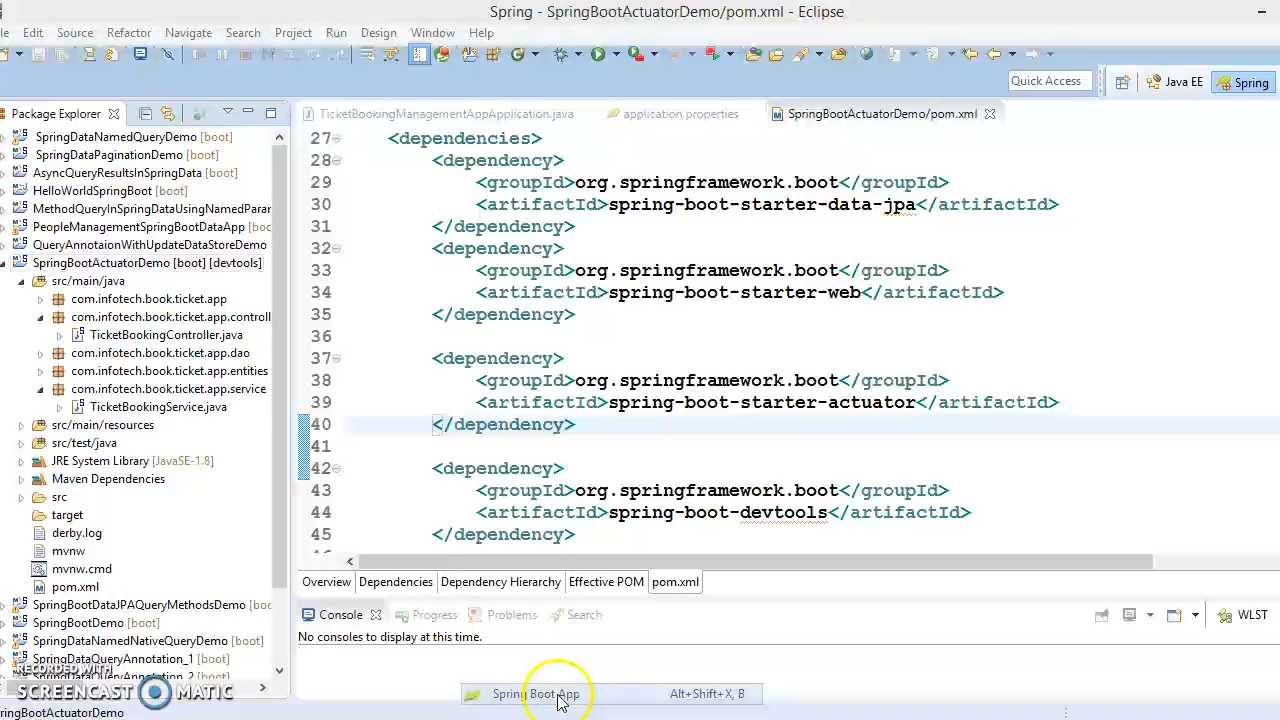 Spring - SpringBootActuatorDemo/pom.xml - Eclipse
Edit Source Refactor Navigate Search Project Run Design Window Help
Quick Access
Java EE
Spring
Package Explorer
TicketBookingManagementAppApplication.java
application.properties
SpringBootActuatorDemo/pom.xml
SpringDataNamedQueryDemo [boot]
SpringDataPaginationDemo [boot]
AsyncQueryResultsInSpringData [boot]
HelloWorldSpringBoot [boot]
MethodQueryInSpringDataUsingNamedParar
PeopleManagementSpringBootDataApp [boot]
QueryAnnotaionWithUpdateDataStoreDemo
SpringBootActuatorDemo [boot] [devtools]
src/main/java
com.infotech.book.ticket.app
com.infotech.book.ticket.app.controll
TicketBookingController.java
com.infotech.book.ticket.app.dao
com.infotech.book.ticket.app.entities
com.infotech.book.ticket.app.service
TicketBookingService.java
src/main/resources
src/test/java
JRE System Library [JavaSE-1.8]
Maven Dependencies
src
target
derby.log
mvnw
mvnw.cmd
pom.xml
SpringBootDataJPAQueryMethodsDemo [boot]
SpringBootDemo [boot]
SpringDataNamedNativeQueryDemo [boot]
SpringDataQueryAnnotation_1 [boot]
27 <dependencies>
28 <dependency>
29 <groupId>org.springframework.boot</groupId>
30 <artifactId>spring-boot-starter-data-jpa</artifactId>
31 </dependency>
32 <dependency>
33 <groupId>org.springframework.boot</groupId>
34 <artifactId>spring-boot-starter-web</artifactId>
35 </dependency>
36
37 <dependency>
38 <groupId>org.springframework.boot</groupId>
39 <artifactId>spring-boot-starter-actuator</artifactId>
40 </dependency>
41
42 <dependency>
43 <groupId>org.springframework.boot</groupId>
44 <artifactId>spring-boot-devtools</artifactId>
45 </dependency>
Overview Dependencies Dependency Hierarchy Effective POM pom.xml
Console Progress Problems Search WLST
No consoles to display at this time.
Spring Boot App Alt+Shift+X, B
RECORDED WITH
SCREENCAST MATIC
ringBootActuatorDemo